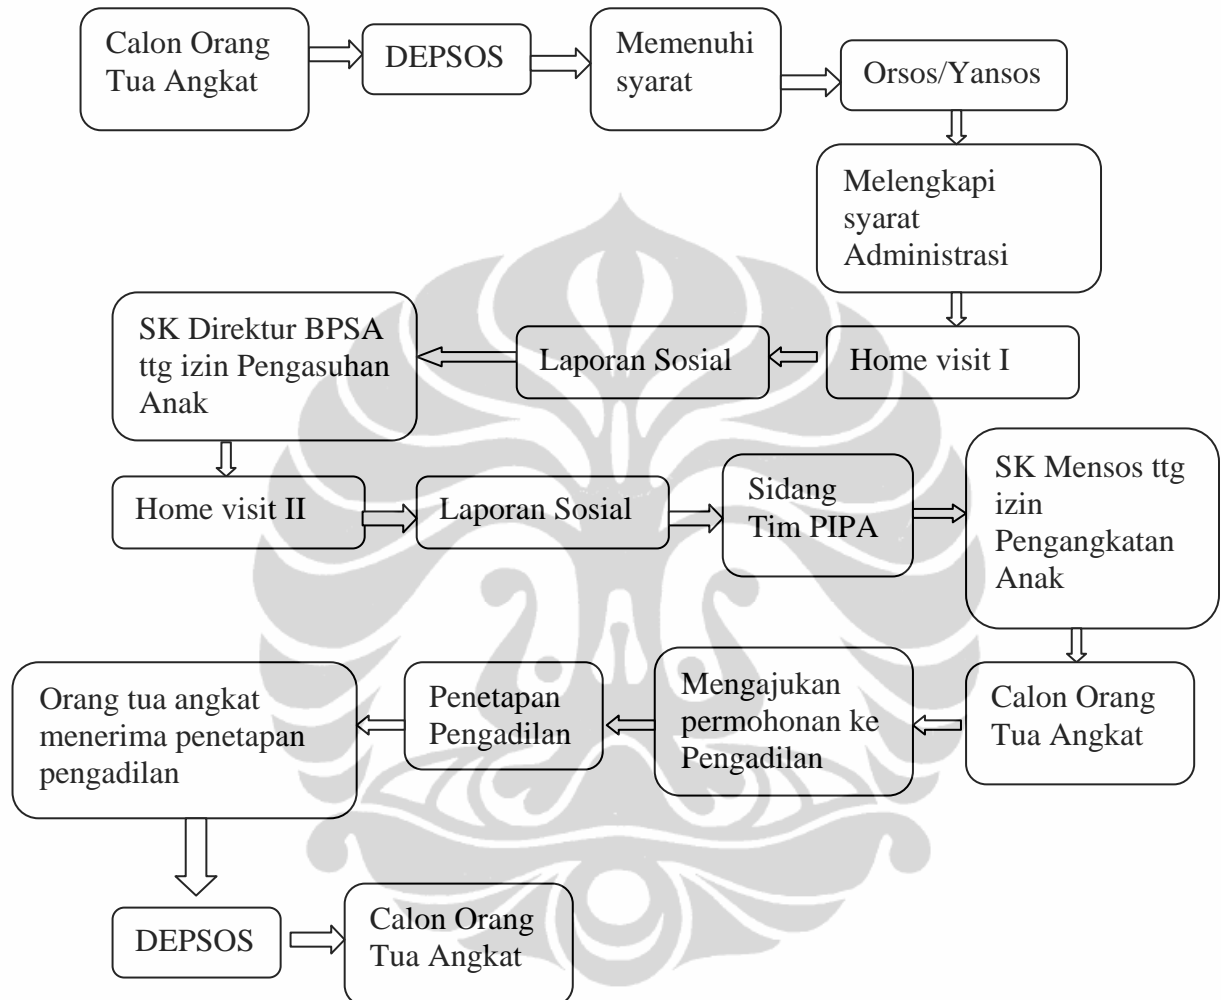 Calon Orang
Tua Angkat
DEPSOS
Memenuhi
syarat
Orsos/Yansos
Melengkapi
syarat
Administrasi
Home visit I
Laporan Sosial
SK Direktur BPSA
ttg izin Pengasuhan
Anak
Home visit II
Laporan Sosial
Sidang
Tim PIPA
SK Mensos ttg
izin
Pengangkatan
Anak
Calon Orang
Tua Angkat
Mengajukan
permohonan ke
Pengadilan
Penetapan
Pengadilan
Orang tua angkat
menerima penetapan
pengadilan
DEPSOS
Calon Orang
Tua Angkat